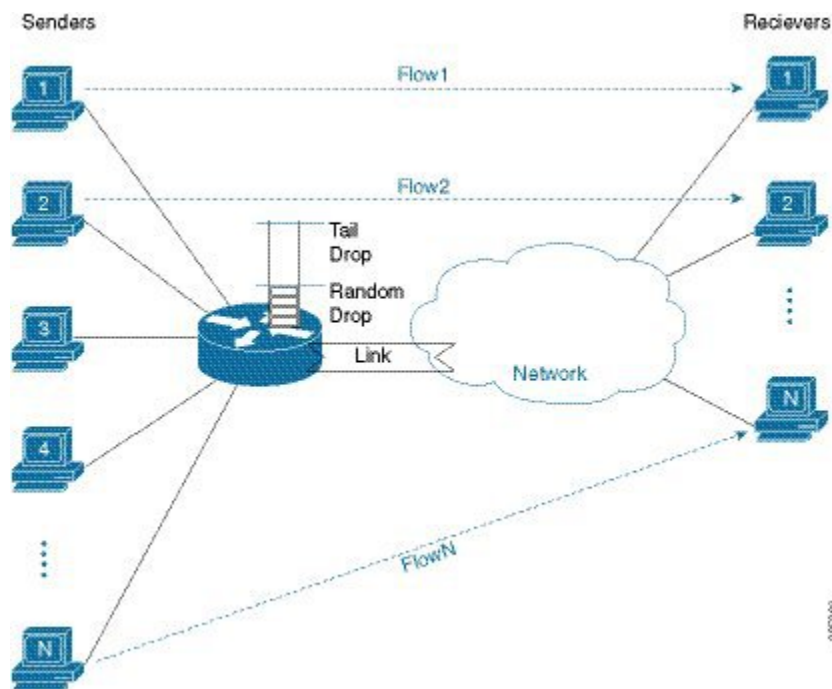 Senders
Recievers
1
Flow1
1
2
Flow2
2
Tail
Drop
Random
Drop
3
Link
Network
4
N
FlowN
N